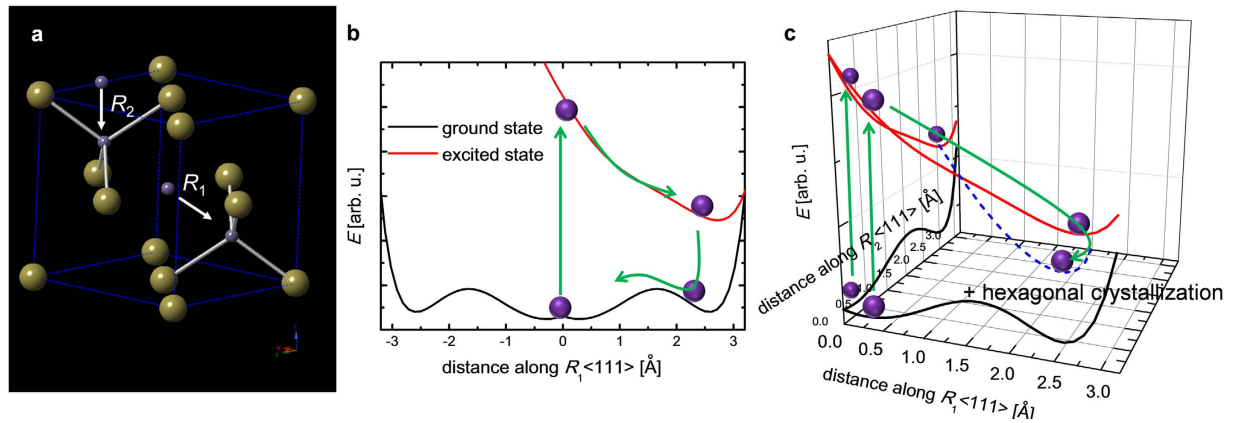 a
R2
R1
b
E [arb. u.]
ground state
excited state
-3 -2 -1 0 1 2 3
distance along R1<111> [Å]
c
E [arb. u.]
distance along R2<111> [Å]
0.0 0.5 1.0 1.5 2.0 2.5 3.0
+ hexagonal crystallization
0.0 0.5 1.0 1.5 2.0 2.5 3.0
distance along R1<111> [Å]